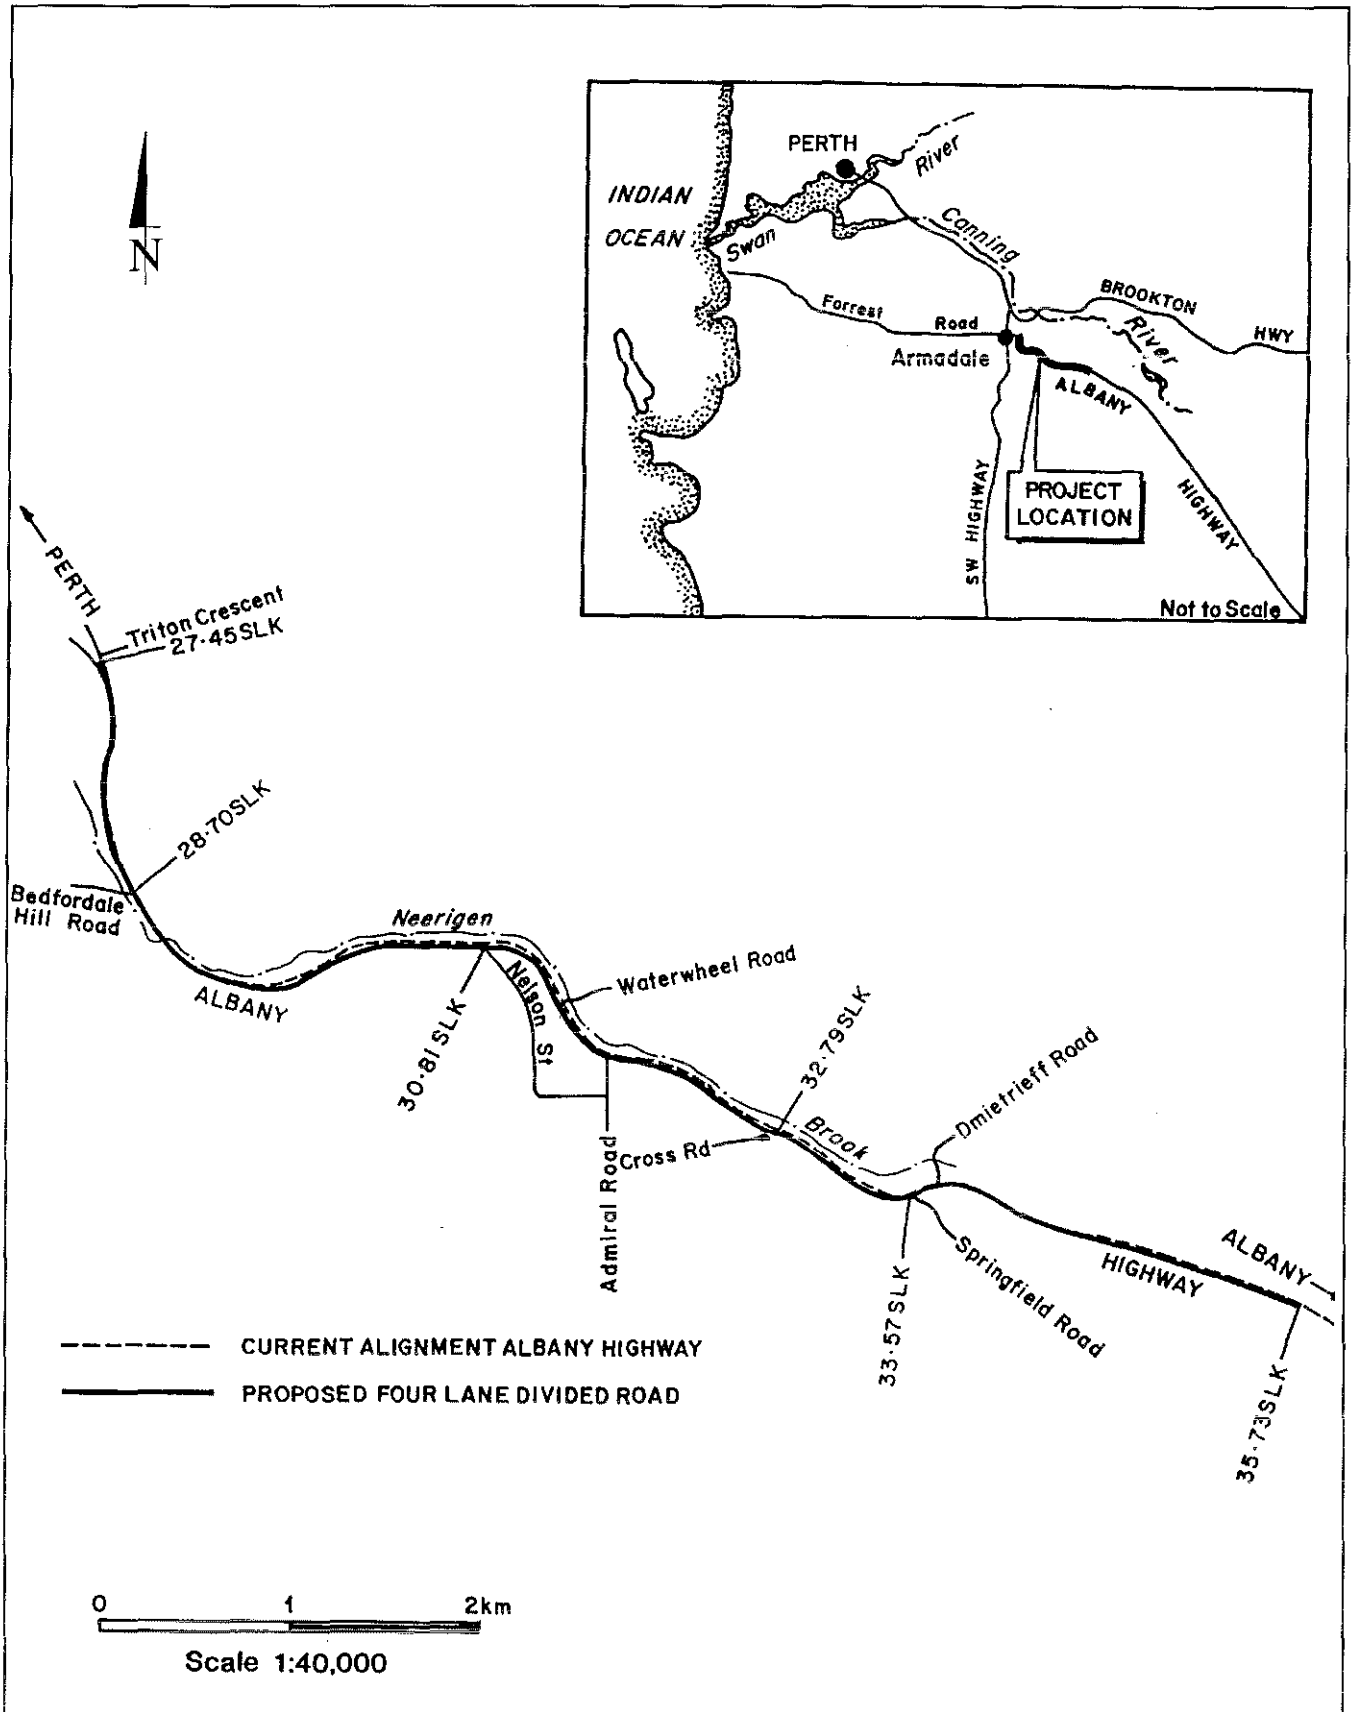 N
PERTH
River
INDIAN
OCEAN
Swan
Canning
Forrest Road
BROOKTON HWY
River
Armadale
ALBANY
HIGHWAY
SW HIGHWAY
PROJECT
LOCATION
Not to Scale
PERTH
Triton Crescent
27·45SLK
28·70SLK
Bedfordale
Hill Road
Neerigen
ALBANY
Nelson St
Waterwheel Road
30·81 SLK
32·79SLK
Dmietrieff Road
Brook
Cross Rd
Admiral Road
Springfield Road
HIGHWAY
ALBANY
33·57SLK
35·73SLK
CURRENT ALIGNMENT ALBANY HIGHWAY
PROPOSED FOUR LANE DIVIDED ROAD
0 1 2km
Scale 1:40,000